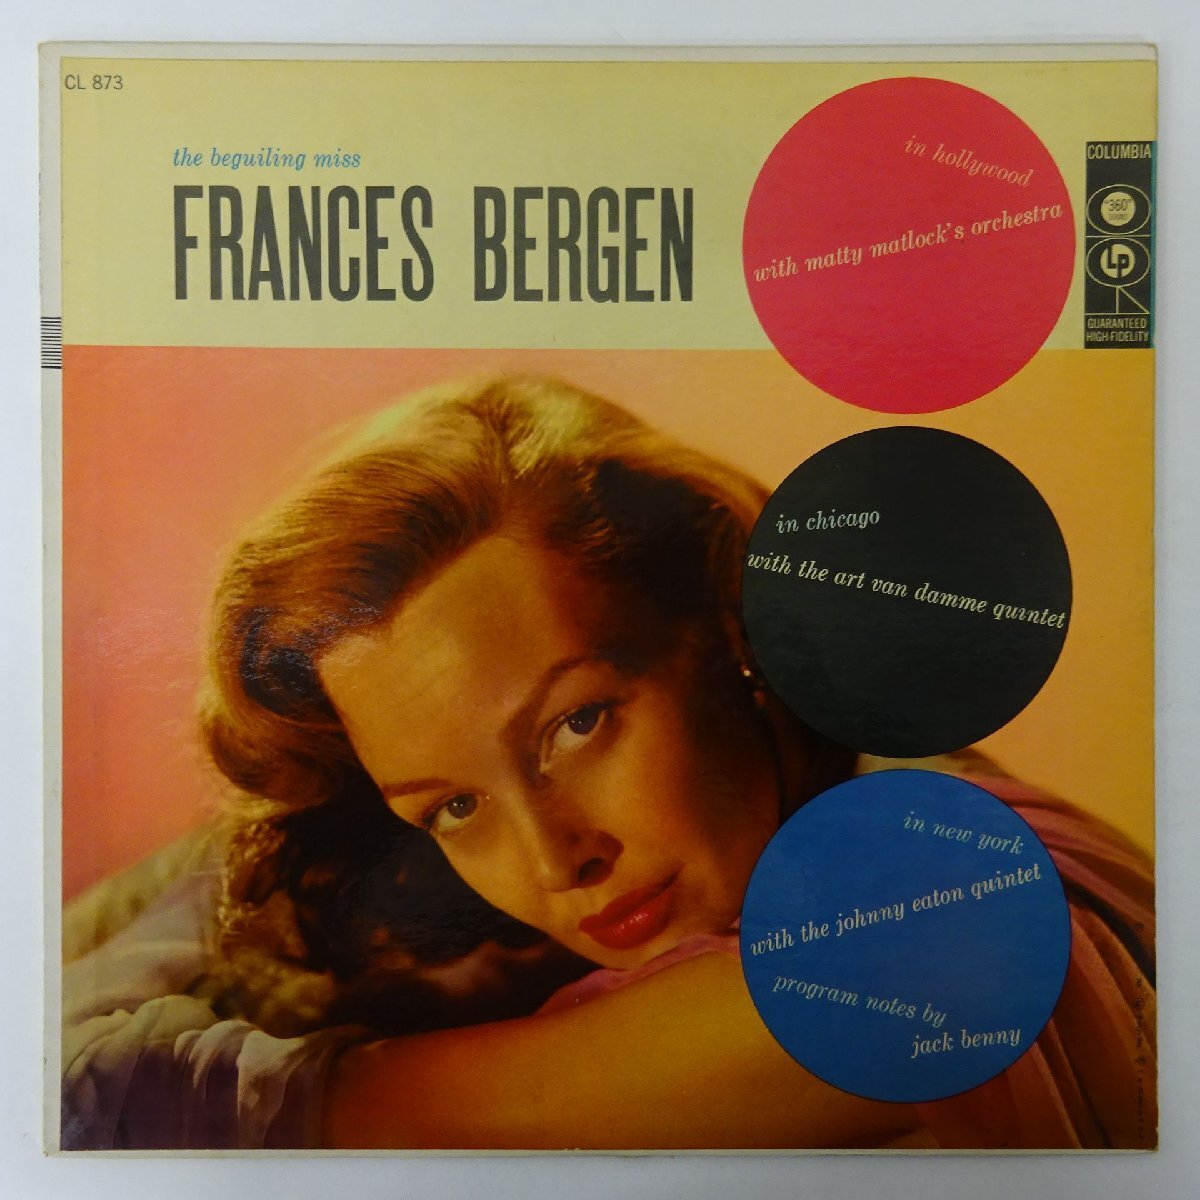 CL 873
the beguiling miss
FRANCES BERGEN
in hollywood
with matty matlock's orchestra
COLUMBIA
"360"
SOUND
LP
GUARANTEED
HIGH-FIDELITY
in chicago
with the art van damme quintet
in new york
with the johnny eaton quintet
program notes by
jack benny